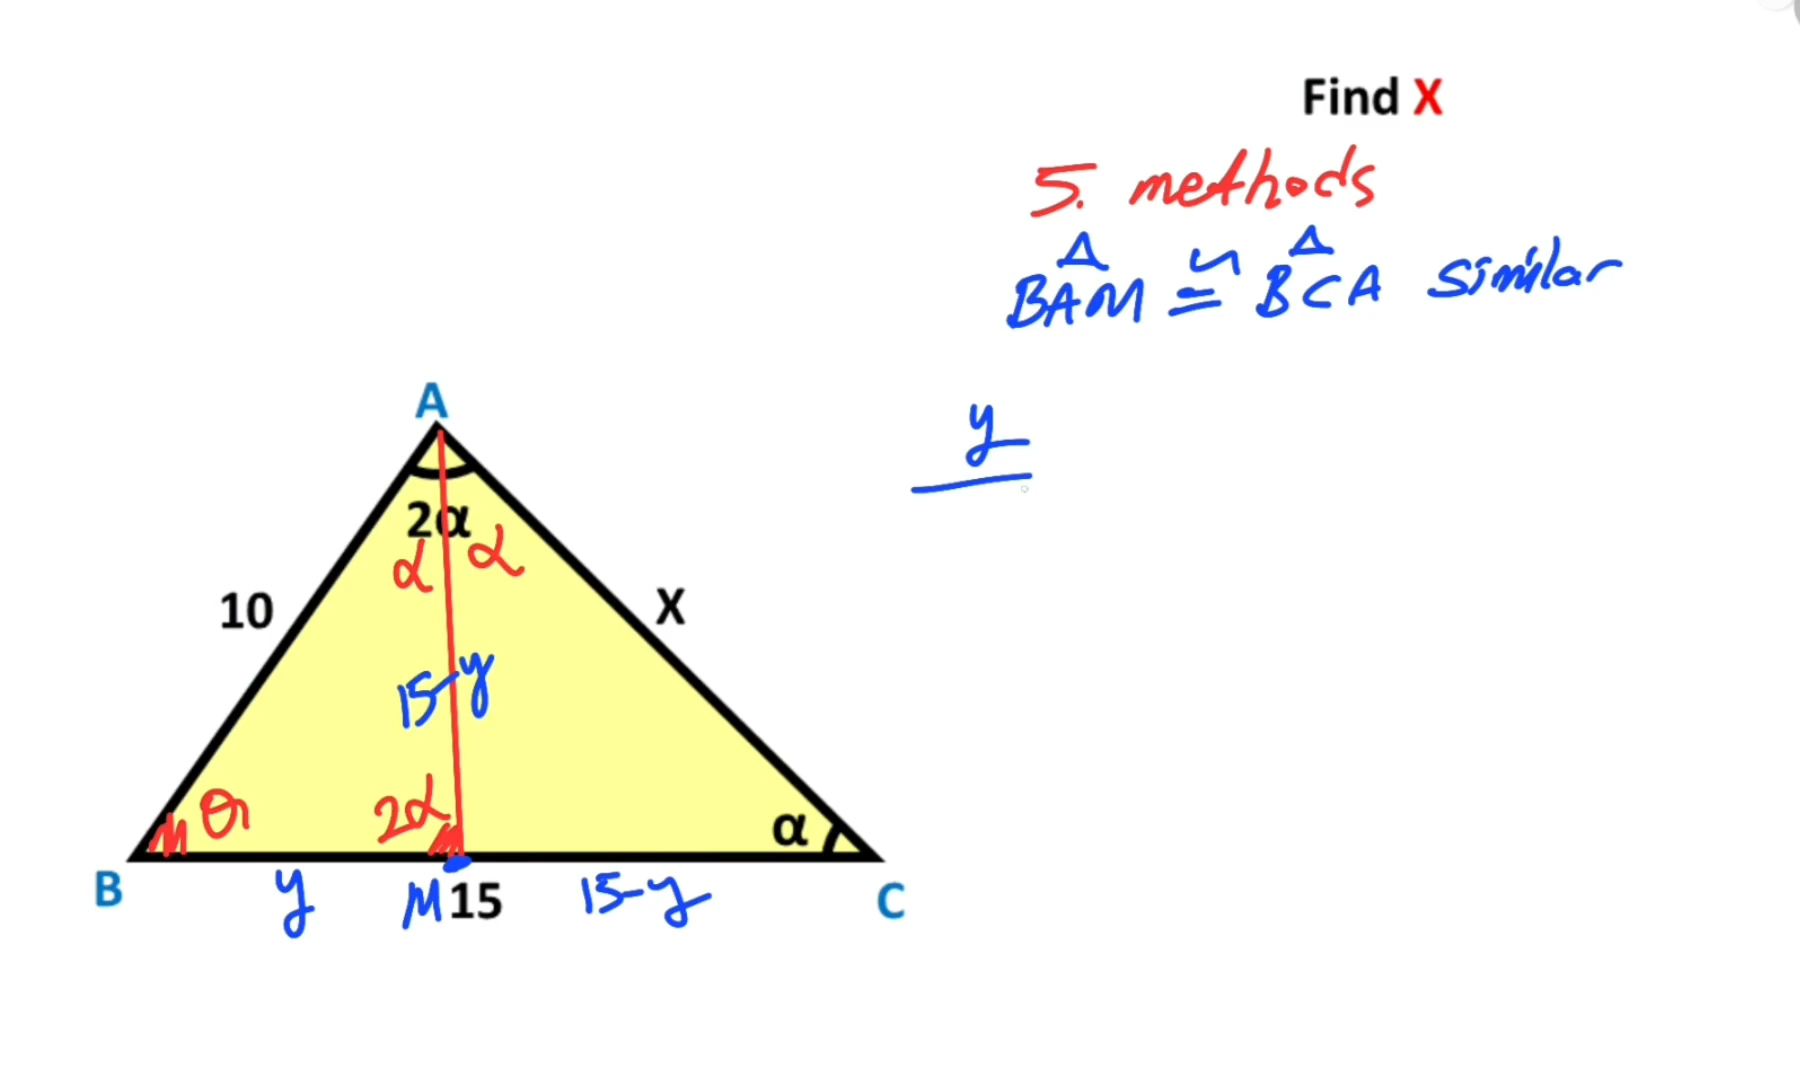 Find X
5. methods
Δ Δ
BAM ≅ BCA similar
y
A
2α
α α
10
X
15-y
θ
2α
α
B
y
M 15
15-y
C